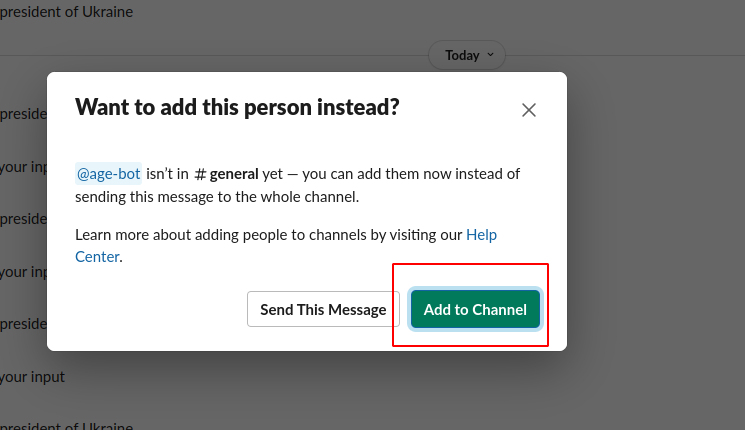 president of Ukraine
Today
preside
Want to add this person instead?
your inp
@age-bot isn’t in # general yet — you can add them now instead of
sending this message to the whole channel.
preside
Learn more about adding people to channels by visiting our Help
Center.
your inp
Send This Message
Add to Channel
preside
your input
president of Ukraine